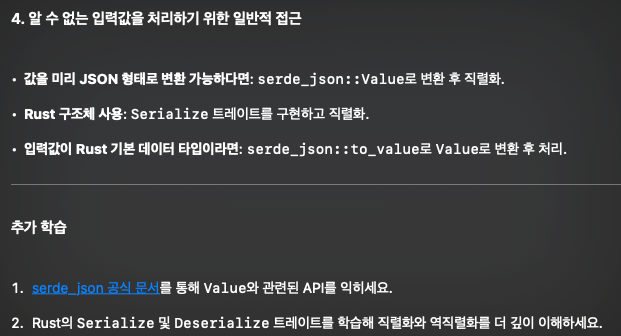 4. 알 수 없는 입력값을 처리하기 위한 일반적 접근
• 값을 미리 JSON 형태로 변환 가능하다면: serde_json::Value로 변환 후 직렬화.
• Rust 구조체 사용: Serialize 트레이트를 구현하고 직렬화.
• 입력값이 Rust 기본 데이터 타입이라면: serde_json::to_value로 Value로 변환 후 처리.
추가 학습
1. serde_json 공식 문서를 통해 Value와 관련된 API를 익히세요.
2. Rust의 Serialize 및 Deserialize 트레이트를 학습해 직렬화와 역직렬화를 더 깊이 이해하세요.